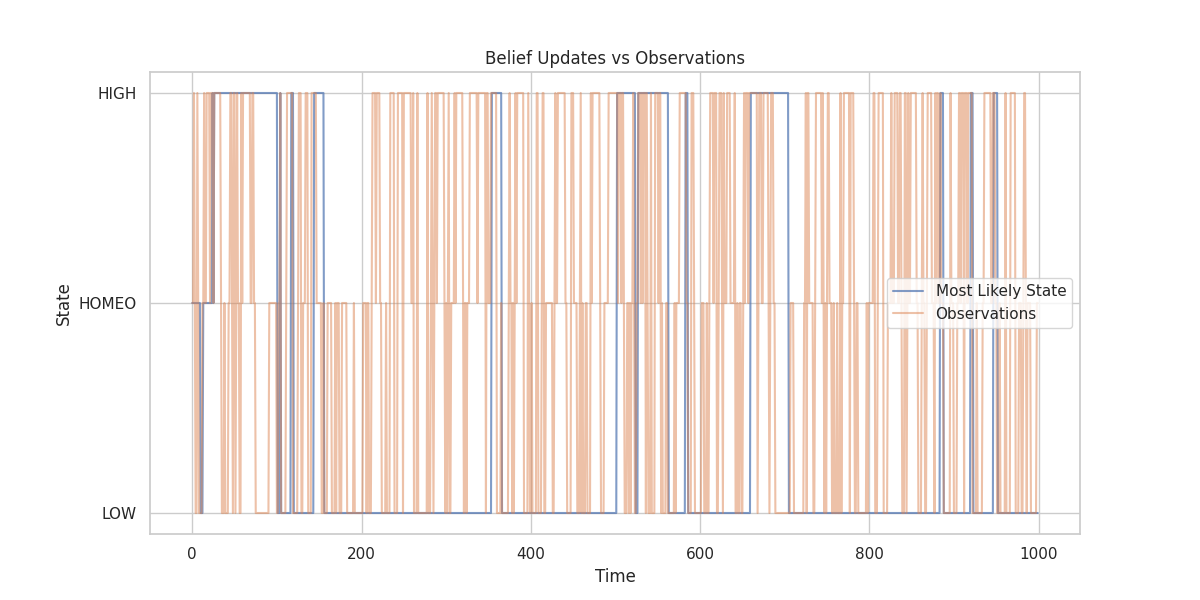 Belief Updates vs Observations
HIGH
HOMEO
LOW
State
Most Likely State
Observations
0 200 400 600 800 1000
Time